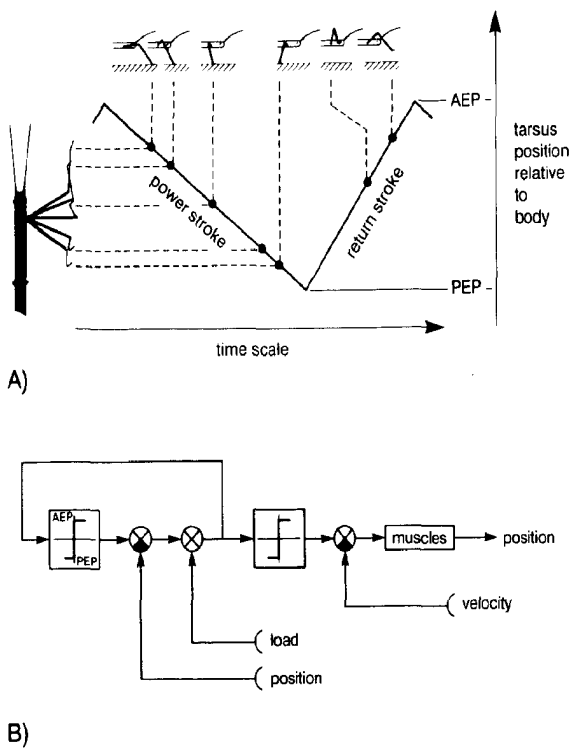 AEP
tarsus
position
relative
to
body
power stroke
return stroke
PEP
time scale
A)
AEP
PEP
muscles
position
velocity
load
position
B)